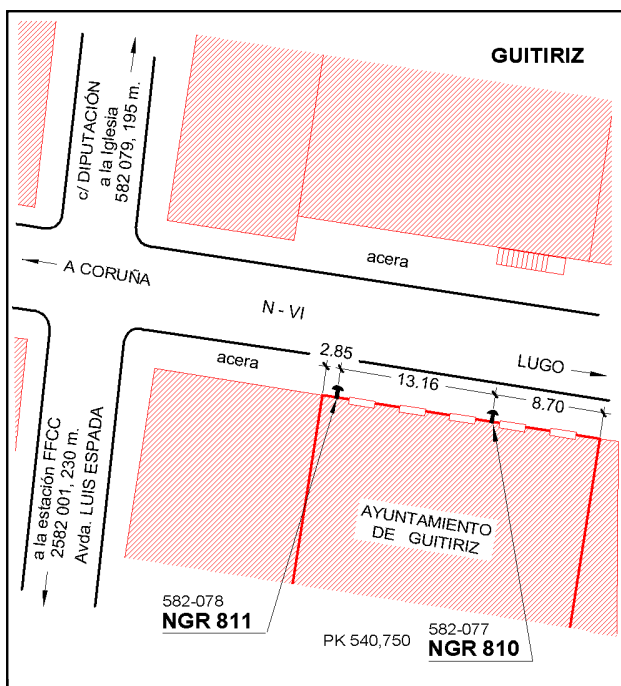 GUITIRIZ
c/ DIPUTACIÓN
a la Iglesia
582 079, 195 m.
acera
A CORUÑA
N - VI
acera
2.85
13.16
LUGO
8.70
a la estación FFCC
2582 001, 230 m.
Avda. LUIS ESPADA
AYUNTAMIENTO
DE GUITIRIZ
582-078
NGR 811
PK 540,750
582-077
NGR 810